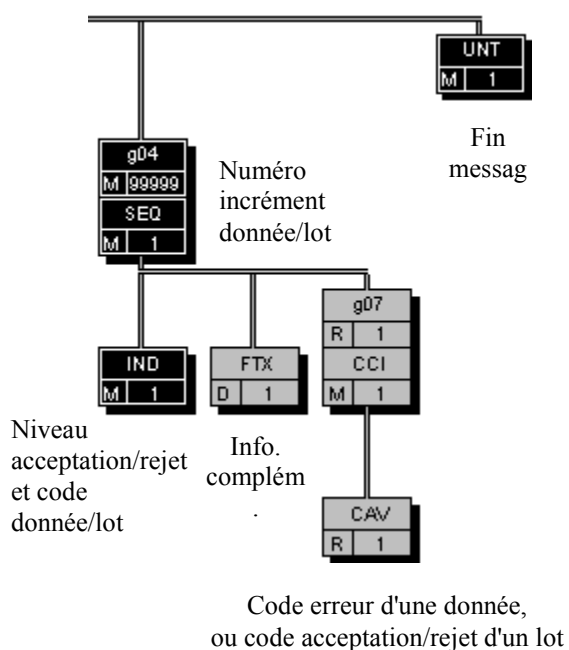 UNT
M 1
Fin
messag
g04
M 99999
SEQ
M 1
Numéro
incrément
donnée/lot
IND
M 1
Niveau
acceptation/rejet
et code
donnée/lot
FTX
D 1
Info.
complém
.
g07
R 1
CCI
M 1
CAV
R 1
Code erreur d'une donnée,
ou code acceptation/rejet d'un lot